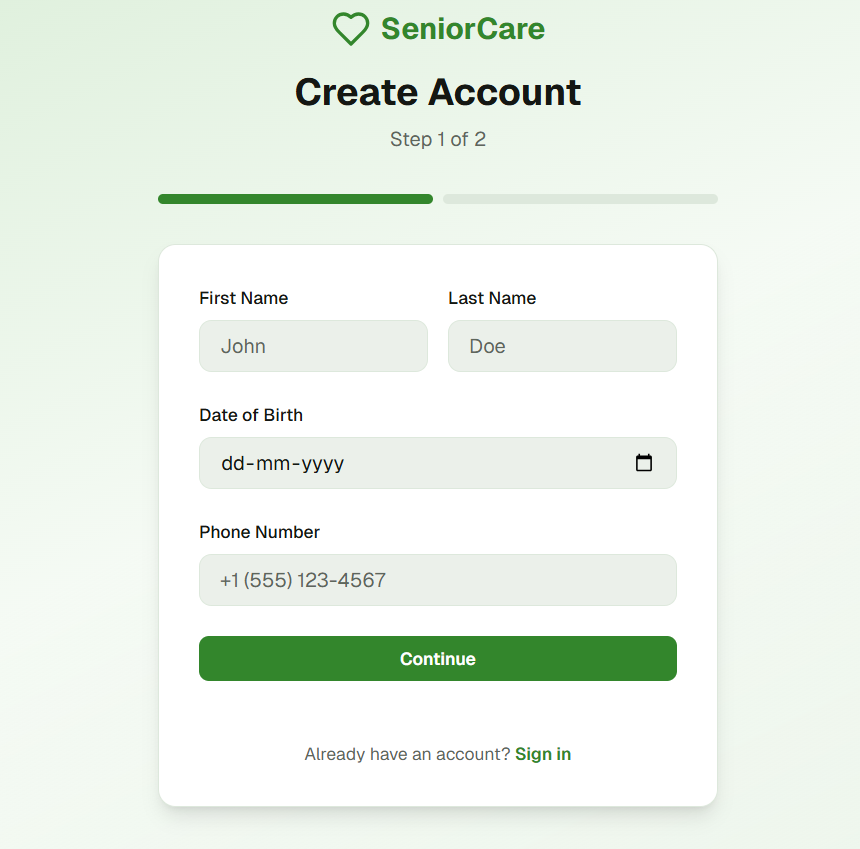 SeniorCare
Create Account
Step 1 of 2
First Name Last Name
John Doe
Date of Birth
dd-mm-yyyy
Phone Number
+1 (555) 123-4567
Continue
Already have an account? Sign in